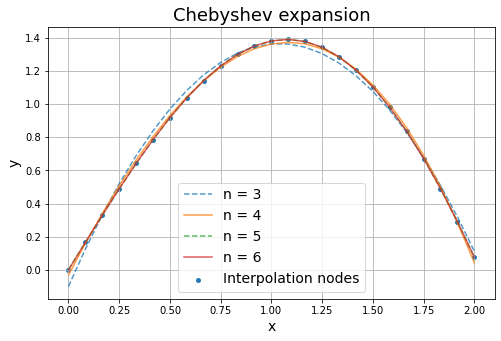 Chebyshev expansion
y
1.4
1.2
1.0
0.8
0.6
0.4
0.2
0.0
n = 3
n = 4
n = 5
n = 6
Interpolation nodes
0.00 0.25 0.50 0.75 1.00 1.25 1.50 1.75 2.00
x